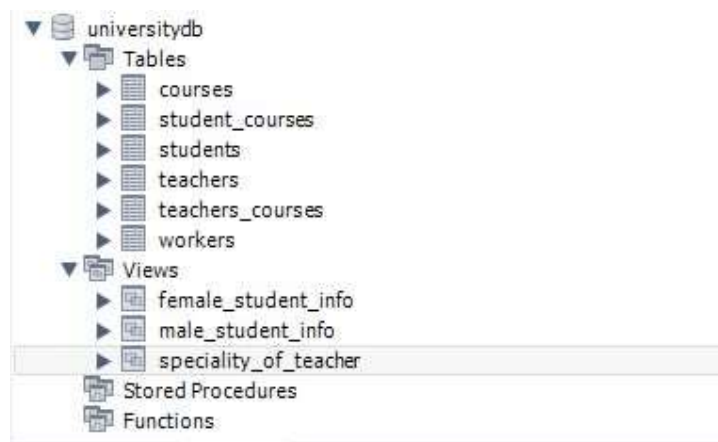 universitydb
Tables
courses
student_courses
students
teachers
teachers_courses
workers
Views
female_student_info
male_student_info
speciality_of_teacher
Stored Procedures
Functions